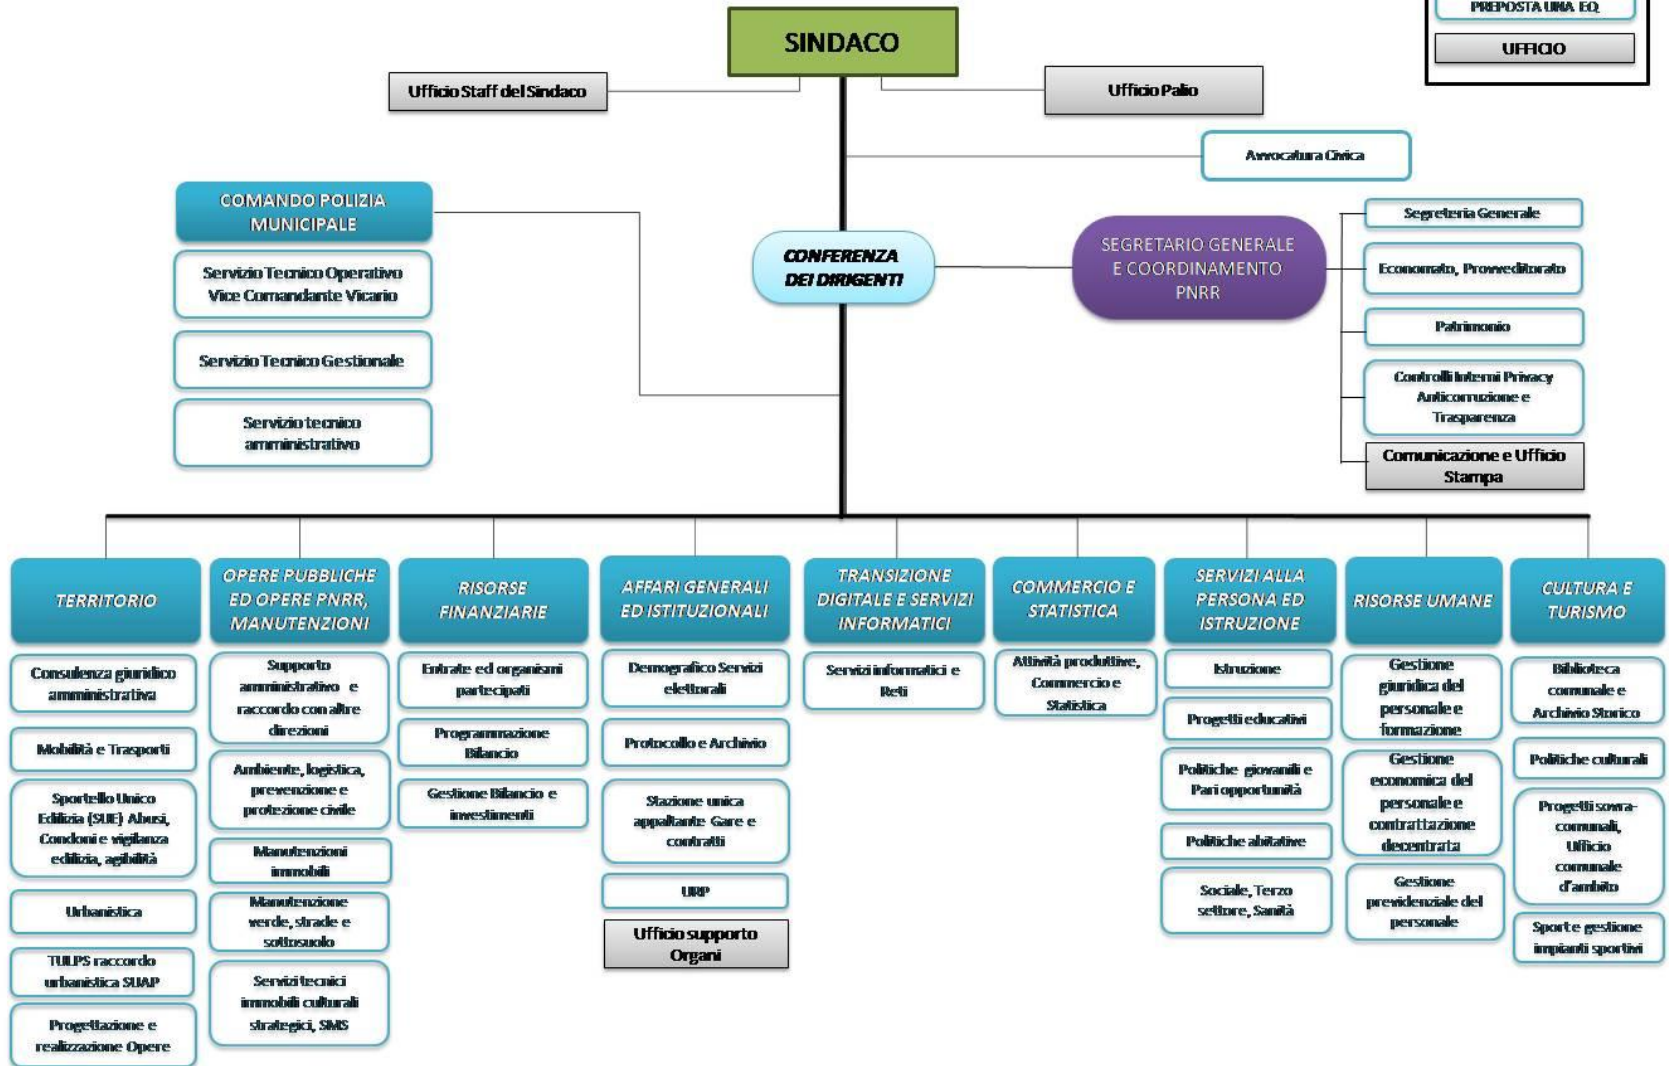 PREPOSTA UNA EQ
UFFICIO
SINDACO
Ufficio Staff del Sindaco
Ufficio Palio
Avvocatura Civica
COMANDO POLIZIA
MUNICIPALE
Servizio Tecnico Operativo
Vice Comandante Vicario
Servizio Tecnico Gestionale
Servizio tecnico
amministrativo
CONFERENZA
DEI DIRIGENTI
SEGRETARIO GENERALE
E COORDINAMENTO
PNRR
Segreteria Generale
Economato, Provveditorato
Patrimonio
Controlli Interni Privacy
Anticorruzione e
Trasparenza
Comunicazione e Ufficio
Stampa
TERRITORIO
Consulenza giuridico
amministrativa
Mobilità e Trasporti
Sportello Unico
Edilizia (SUE) Abusi,
Condoni e vigilanza
edilizia, agibilità
Urbanistica
TULPS raccordo
urbanistica SUAP
Progettazione e
realizzazione Opere
OPERE PUBBLICHE
ED OPERE PNRR,
MANUTENZIONI
Supporto
amministrativo e
raccordo con altre
direzioni
Ambiente, logistica,
prevenzione e
protezione civile
Manutenzioni
immobili
Manutenzione
verde, strade e
sottosuolo
Servizi tecnici
immobili culturali
strategici, SMS
RISORSE
FINANZIARIE
Entrate ed organismi
partecipati
Programmazione
Bilancio
Gestione Bilancio e
investimenti
AFFARI GENERALI
ED ISTITUZIONALI
Demografico Servizi
elettorali
Protocollo e Archivio
Stazione unica
appaltante Gare e
contratti
URP
Ufficio supporto
Organi
TRANSIZIONE
DIGITALE E SERVIZI
INFORMATICI
Servizi informatici e
Reti
COMMERCIO E
STATISTICA
Attività produttive,
Commercio e
Statistica
SERVIZI ALLA
PERSONA ED
ISTRUZIONE
Istruzione
Progetti educativi
Politiche giovanili e
Pari opportunità
Politiche abitative
Sociale, Terzo
settore, Sanità
RISORSE UMANE
Gestione
giuridica del
personale e
formazione
Gestione
economica del
personale e
contrattazione
decentrata
Gestione
previdenziale del
personale
CULTURA E
TURISMO
Biblioteca
comunale e
Archivio Storico
Politiche culturali
Progetti sovra-
comunali,
Ufficio
comunale
d'ambito
Sport e gestione
impianti sportivi